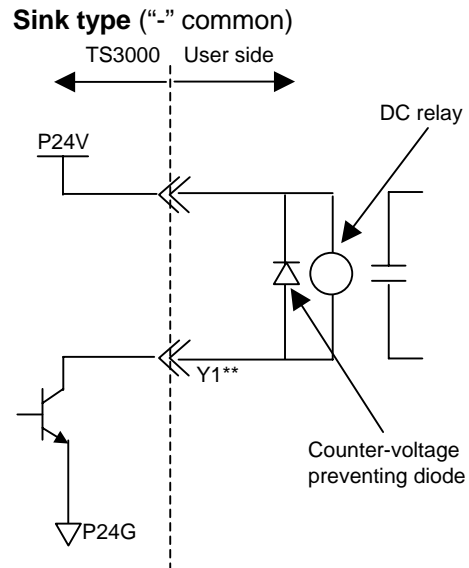 Sink type (“-” common)
TS3000 User side
DC relay
P24V
Y1**
Counter-voltage
preventing diode
P24G